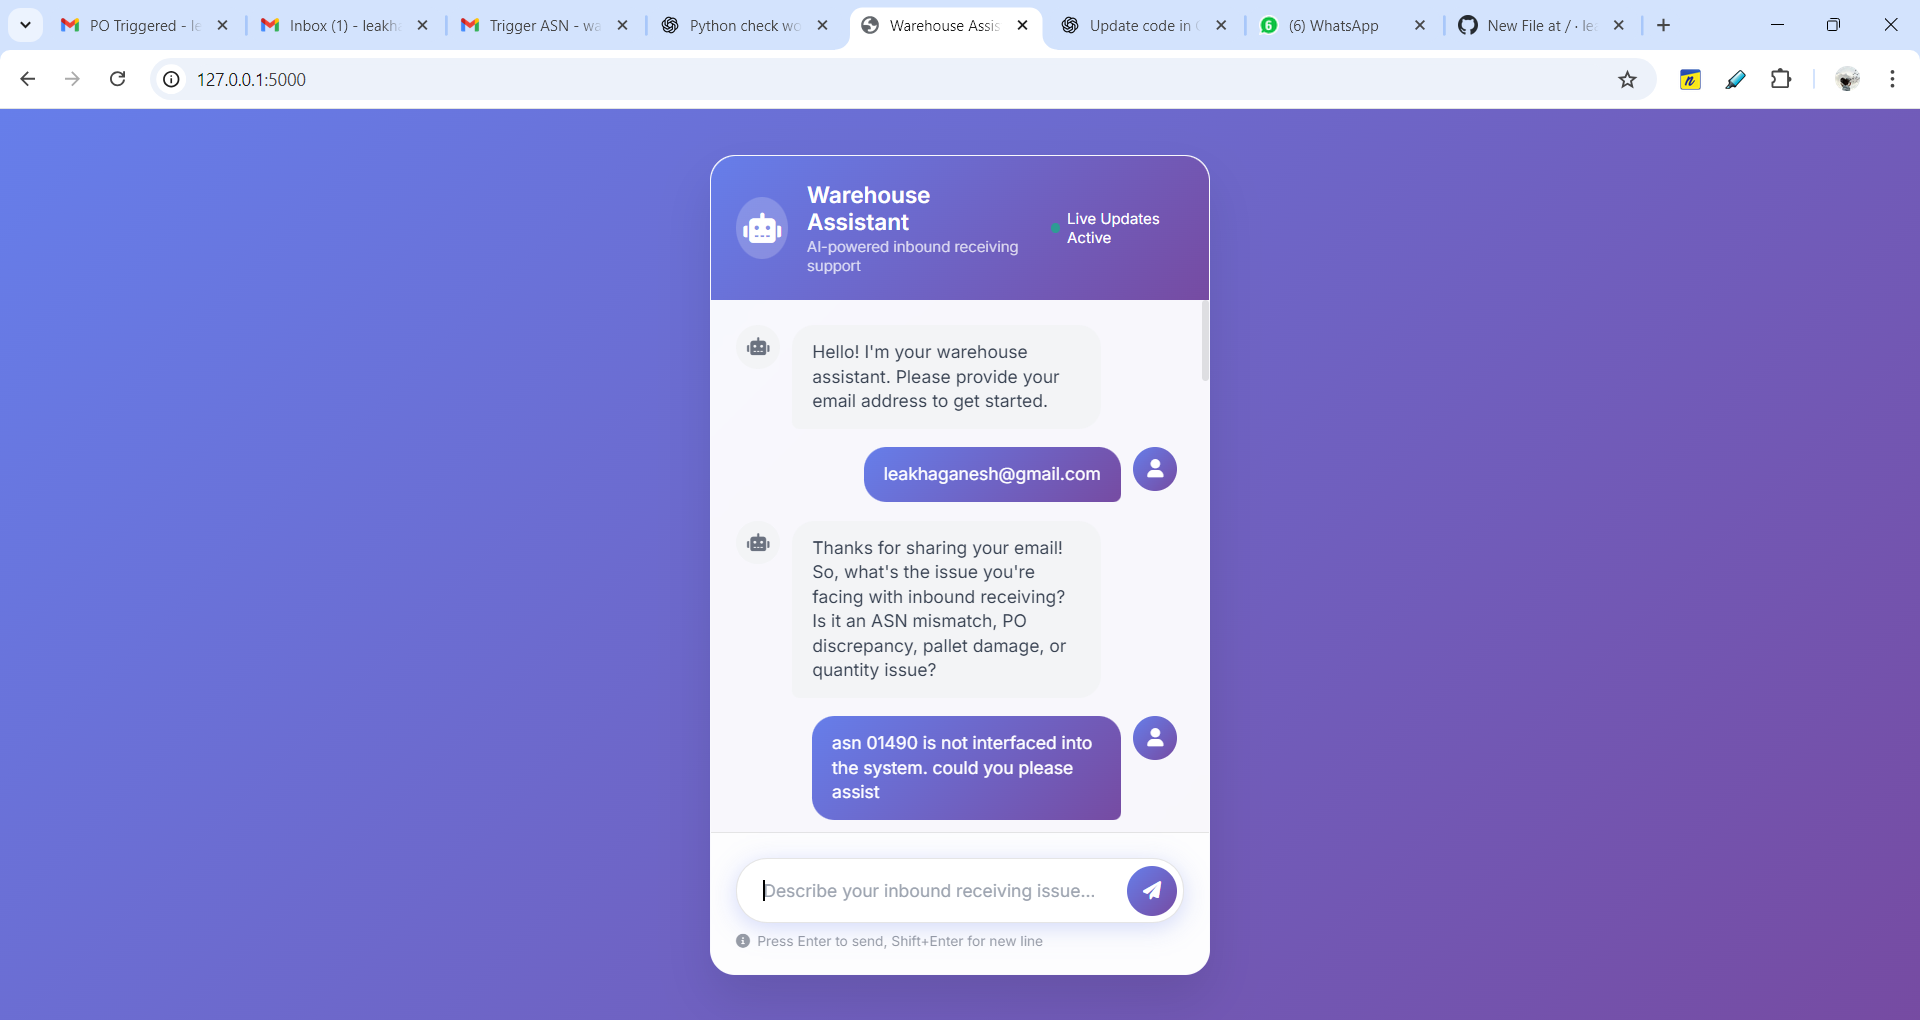 PO Triggered - le
Inbox (1) - leakha
Trigger ASN - wa
Python check wo
Warehouse Assis
Update code in
6
(6) WhatsApp
New File at / · lea
127.0.0.1:5000
n
Warehouse
Assistant
AI-powered inbound receiving
support
Live Updates
Active
Hello! I'm your warehouse
assistant. Please provide your
email address to get started.
leakhaganesh@gmail.com
Thanks for sharing your email!
So, what's the issue you're
facing with inbound receiving?
Is it an ASN mismatch, PO
discrepancy, pallet damage, or
quantity issue?
asn 01490 is not interfaced into
the system. could you please
assist
Describe your inbound receiving issue...
Press Enter to send, Shift+Enter for new line